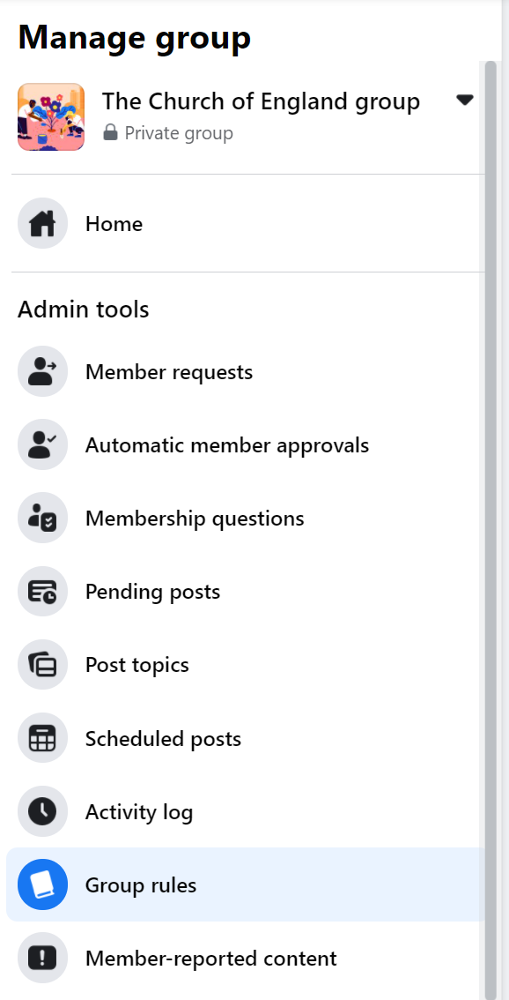 Manage group
The Church of England group
Private group
Home
Admin tools
Member requests
Automatic member approvals
Membership questions
Pending posts
Post topics
Scheduled posts
Activity log
Group rules
Member-reported content